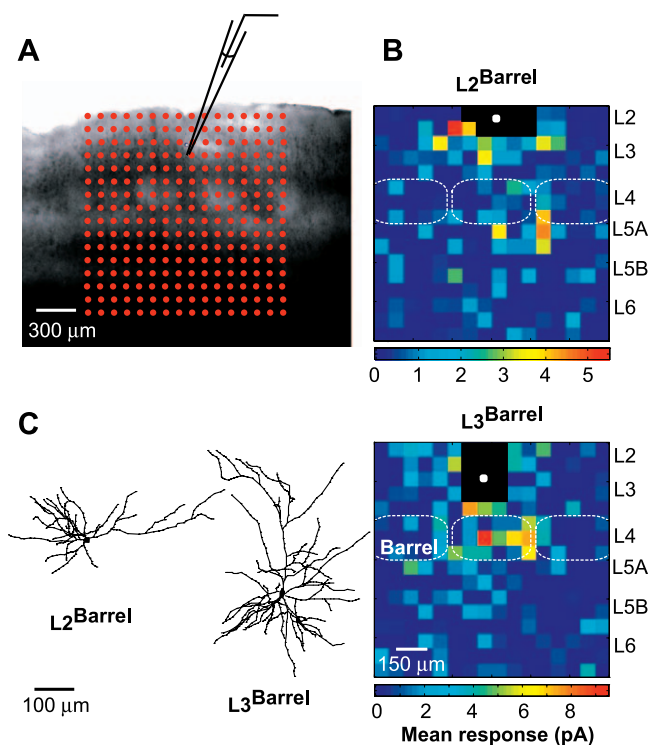 A
300 μm
B
L2Barrel
L2
L3
L4
L5A
L5B
L6
0 1 2 3 4 5
C
L2Barrel
100 μm
L3Barrel
L3Barrel
L2
L3
L4
Barrel
L5A
L5B
L6
150 μm
0 2 4 6 8
Mean response (pA)